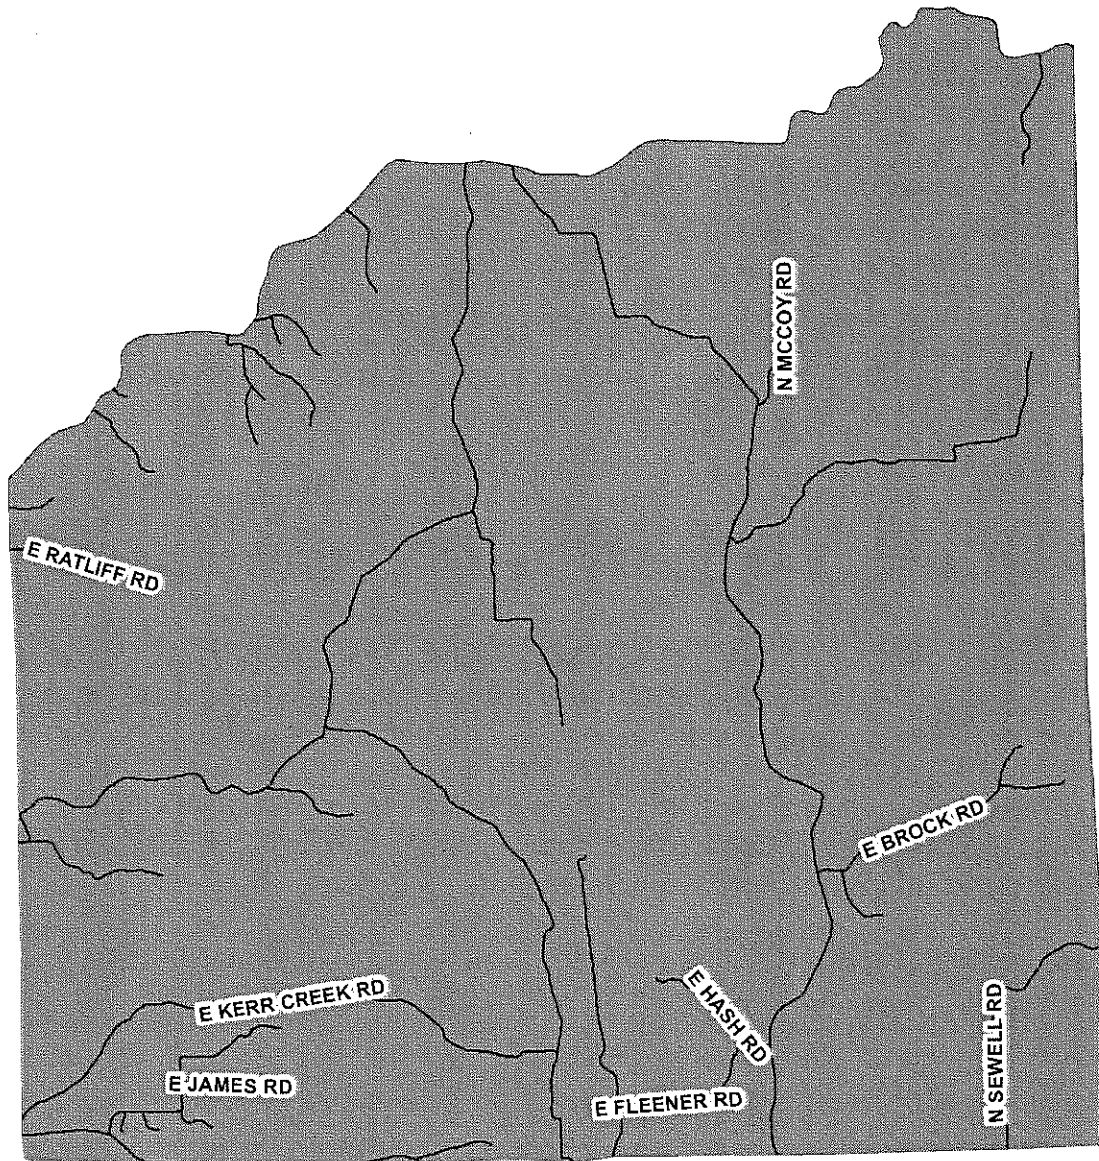 N MCCOY RD
E RATLIFF RD
E BROCK RD
E KERR CREEK RD
E HASH RD
N SEWELL RD
E JAMES RD
E FLEENER RD